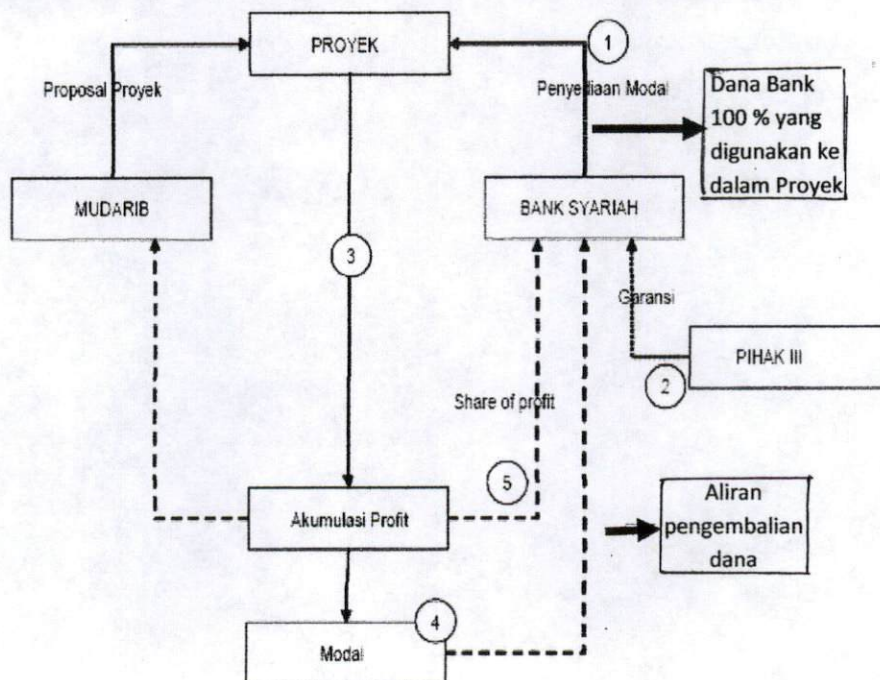 PROYEK
1
Proposal Proyek
Penyediaan Modal
Dana Bank
100 % yang
digunakan ke
dalam Proyek
MUDARIB
BANK SYARIAH
3
Garansi
PIHAK III
2
Share of profit
5
Akumulasi Profit
Aliran
pengembalian
dana
4
Modal